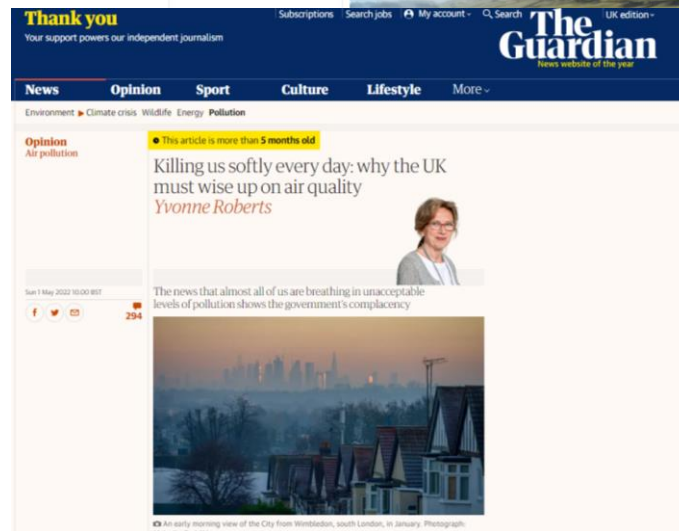 Thank you
Your support powers our independent journalism
Subscriptions Search jobs My account Search UK edition
The
Guardian
News website of the year
News Opinion Sport Culture Lifestyle More
Environment Climate crisis Wildlife Energy Pollution
Opinion
Air pollution
This article is more than 5 months old
Killing us softly every day: why the UK
must wise up on air quality
Yvonne Roberts
Sun 1 May 2022 10.00 BST
294
The news that almost all of us are breathing in unacceptable
levels of pollution shows the government's complacency
An early morning view of the City from Wimbledon, south London, in January. Photograph: